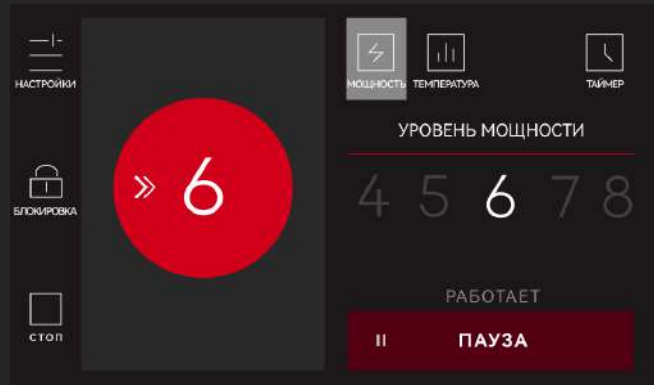 НАСТРОЙКИ
БЛОКИРОВКА
СТОП
» 6
МОЩНОСТЬ ТЕМПЕРАТУРА ТАЙМЕР
УРОВЕНЬ МОЩНОСТИ
4 5 6 7 8
РАБОТАЕТ
ПАУЗА